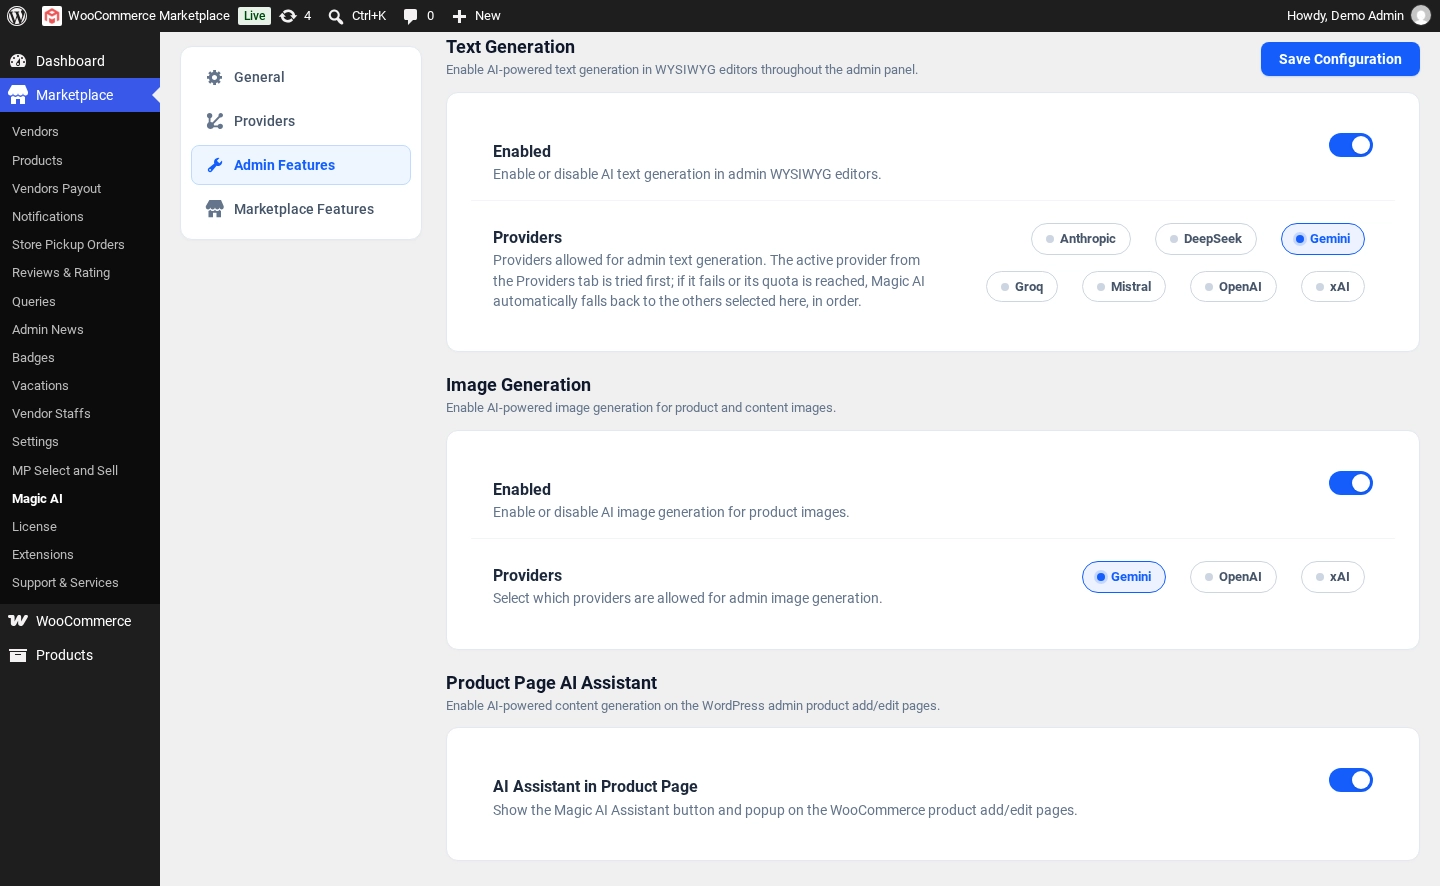 WooCommerce Marketplace Live 4 Ctrl+K 0 New Howdy, Demo Admin
Dashboard
Marketplace
Vendors
Products
Vendors Payout
Notifications
Store Pickup Orders
Reviews & Rating
Queries
Admin News
Badges
Vacations
Vendor Staffs
Settings
MP Select and Sell
Magic AI
License
Extensions
Support & Services
WooCommerce
Products
General
Providers
Admin Features
Marketplace Features
Text Generation
Enable AI-powered text generation in WYSIWYG editors throughout the admin panel.
Save Configuration
Enabled
Enable or disable AI text generation in admin WYSIWYG editors.
Providers
Providers allowed for admin text generation. The active provider from
the Providers tab is tried first; if it fails or its quota is reached, Magic AI
automatically falls back to the others selected here, in order.
Anthropic DeepSeek Gemini
Groq Mistral OpenAI xAI
Image Generation
Enable AI-powered image generation for product and content images.
Enabled
Enable or disable AI image generation for product images.
Providers
Select which providers are allowed for admin image generation.
Gemini OpenAI xAI
Product Page AI Assistant
Enable AI-powered content generation on the WordPress admin product add/edit pages.
AI Assistant in Product Page
Show the Magic AI Assistant button and popup on the WooCommerce product add/edit pages.